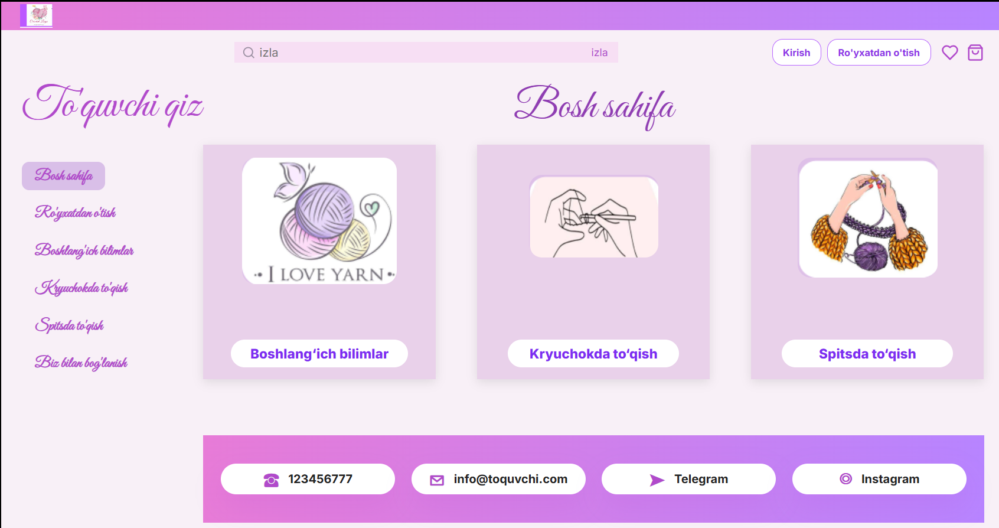 izla izla
Kirish Ro'yxatdan o'tish
To'quvchi qiz
Bosh sahifa
Bosh sahifa
Ro'yxatdan o'tish
Boshlang'ich bilimlar
Kryuchokda to'qish
Spitsda to'qish
Biz bilan bog'lanish
• I LOVE YARN •
Boshlang‘ich bilimlar
Kryuchokda to‘qish
Spitsda to‘qish
123456777
info@toquvchi.com
Telegram
Instagram